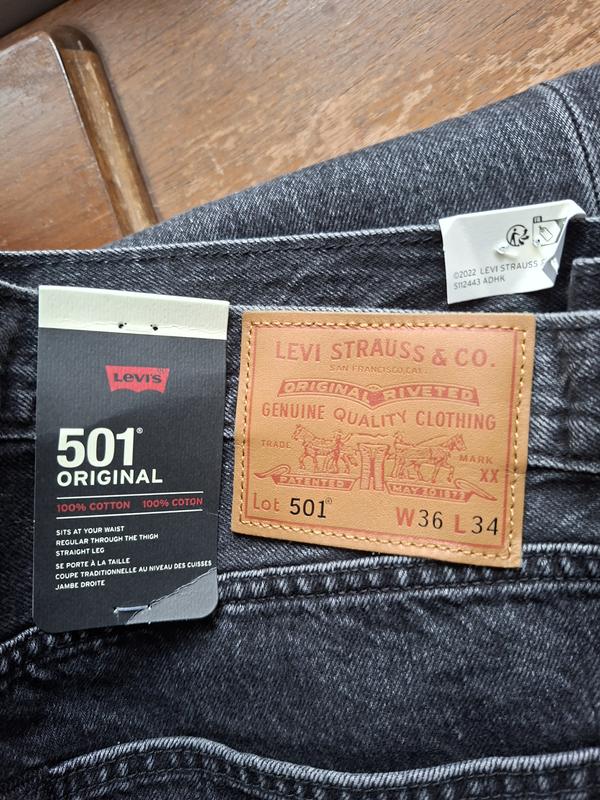 ©2022 LEVI STRAUSS
S112443 ADHK
Levi's
501®
ORIGINAL
100% COTTON 100% COTON
SITS AT YOUR WAIST
REGULAR THROUGH THE THIGH
STRAIGHT LEG
SE PORTE À LA TAILLE
COUPE TRADITIONNELLE AU NIVEAU DES CUISSES
JAMBE DROITE
LEVI STRAUSS & CO.
SAN FRANCISCO, CAL.
ORIGINAL RIVETED
GENUINE QUALITY CLOTHING
TRADE MARK
XX
PATENTED MAY 20 1873
Lot 501® W36 L34